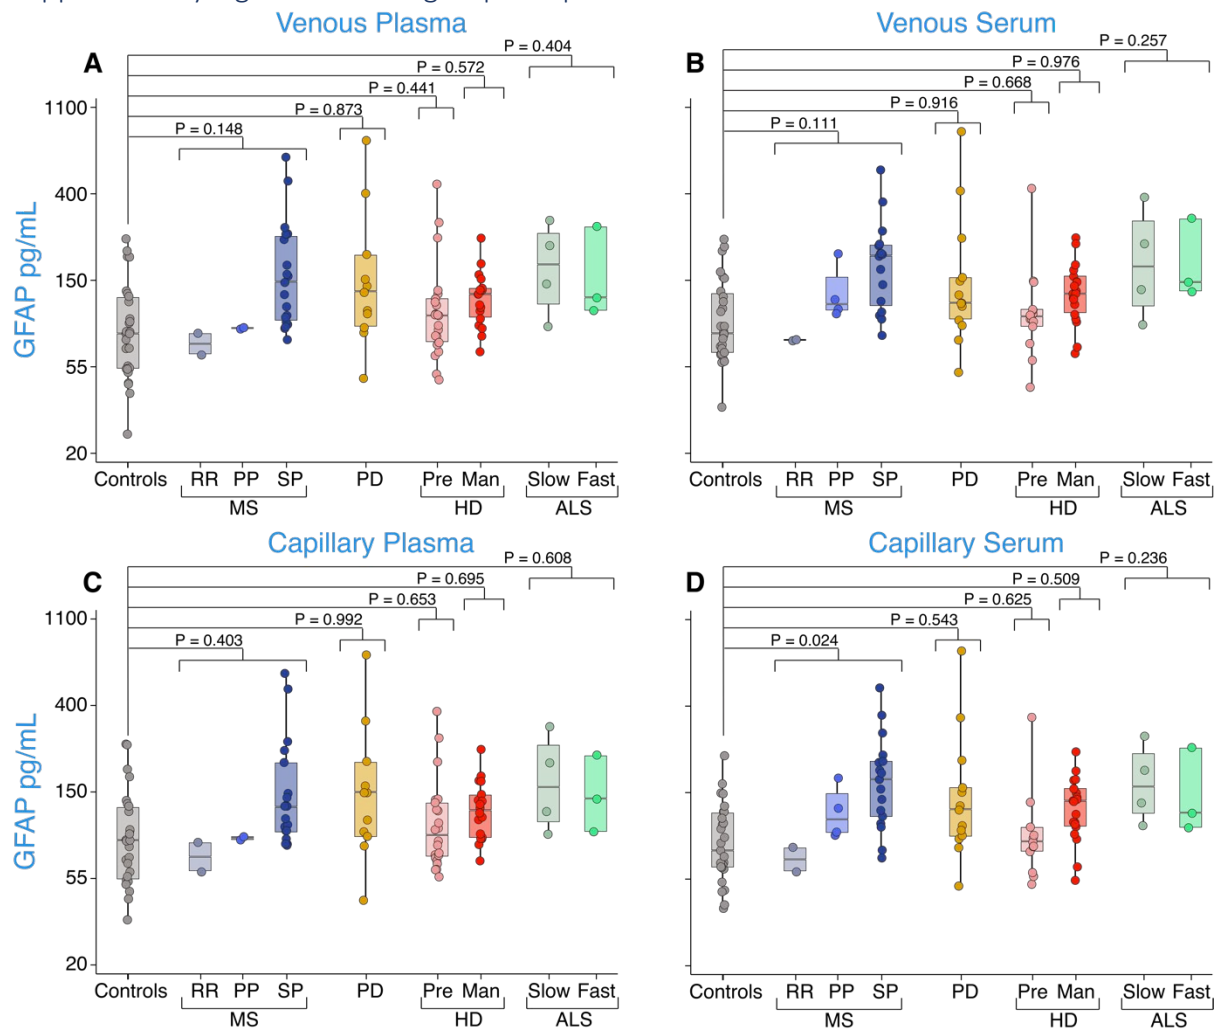 Venous Plasma
Venous Serum
A
P = 0.404
P = 0.572
P = 0.441
P = 0.873
P = 0.148
GFAP pg/mL
1100
400
150
55
20
Controls RR PP SP PD Pre Man Slow Fast
MS HD ALS
B
P = 0.257
P = 0.976
P = 0.668
P = 0.916
P = 0.111
Controls RR PP SP PD Pre Man Slow Fast
MS HD ALS
Capillary Plasma
Capillary Serum
C
P = 0.608
P = 0.695
P = 0.653
P = 0.992
P = 0.403
GFAP pg/mL
1100
400
150
55
20
Controls RR PP SP PD Pre Man Slow Fast
MS HD ALS
D
P = 0.236
P = 0.509
P = 0.625
P = 0.543
P = 0.024
Controls RR PP SP PD Pre Man Slow Fast
MS HD ALS